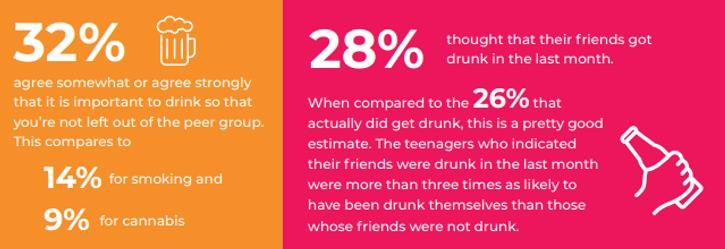 32%
agree somewhat or agree strongly
that it is important to drink so that
you're not left out of the peer group.
This compares to
14% for smoking and
9% for cannabis
28%
thought that their friends got
drunk in the last month.
When compared to the 26% that
actually did get drunk, this is a pretty good
estimate. The teenagers who indicated
their friends were drunk in the last month
were more than three times as likely to
have been drunk themselves than those
whose friends were not drunk.